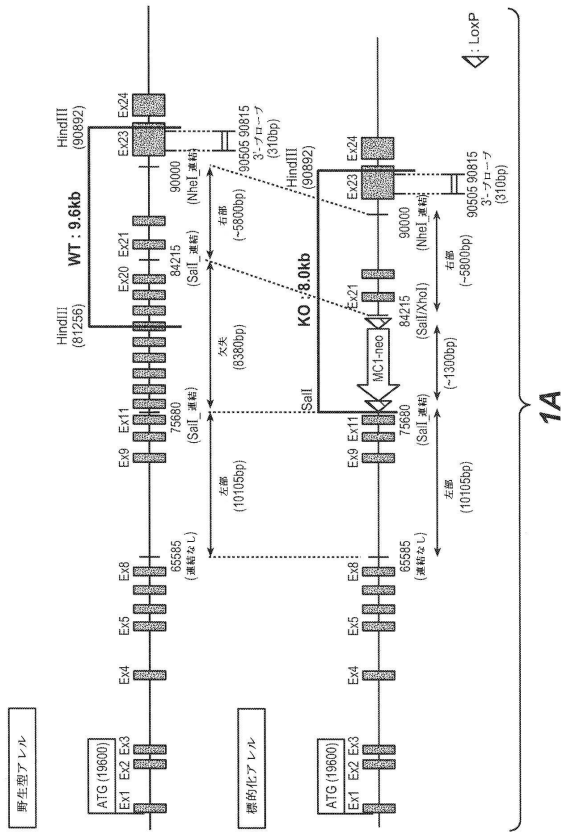 野生型アレル
ATG (19600)
Ex1
Ex2
Ex3
Ex4
Ex5
Ex8
65585
(連結なし)
Ex9
Ex11
75680
(SalI_連結)
HindIII
(81256)
Ex20
Ex21
84215
(SalI_連結)
90000
(NheI_連結)
Ex23
Ex24
HindIII
(90892)
WT : 9.6kb
左部
(10105bp)
欠失
(8380bp)
右部
(~5800bp)
90505 90815
3'-プローブ
(310bp)
標的化アレル
ATG (19600)
Ex1
Ex2
Ex3
Ex4
Ex5
Ex8
65585
(連結なし)
Ex9
Ex11
75680
(SalI_連結)
SalI
MC1-neo
Ex21
84215
(SalI/XhoI)
90000
(NheI_連結)
Ex23
Ex24
HindIII
(90892)
KO : 8.0kb
左部
(10105bp)
(~1300bp)
右部
(~5800bp)
90505 90815
3'-プローブ
(310bp)
: LoxP
1A